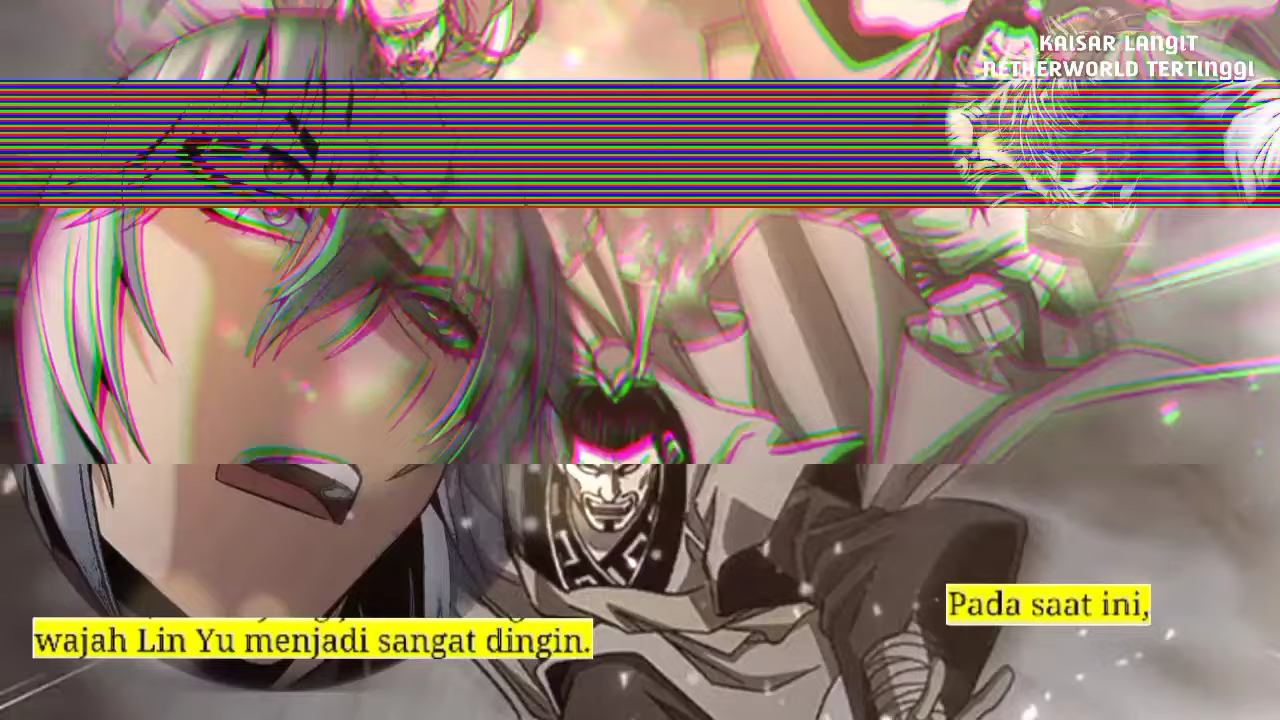 KAISAR LANGIT
NETHERWORLD TERTINGGI
Pada saat ini,
wajah Lin Yu menjadi sangat dingin.